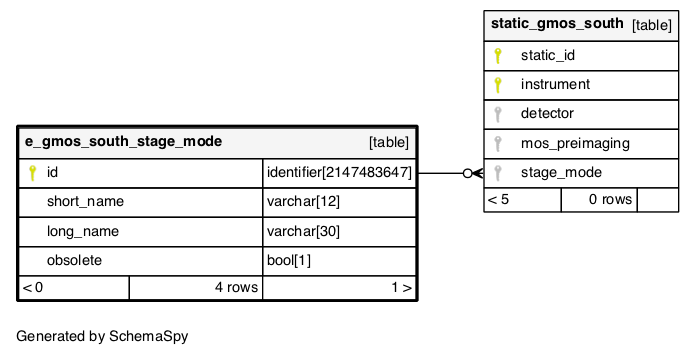 static_gmos_south [table]
static_id
instrument
detector
mos_preimaging
stage_mode
< 5 0 rows
e_gmos_south_stage_mode [table]
id identifier[2147483647]
short_name varchar[12]
long_name varchar[30]
obsolete bool[1]
< 0 4 rows 1 >
Generated by SchemaSpy